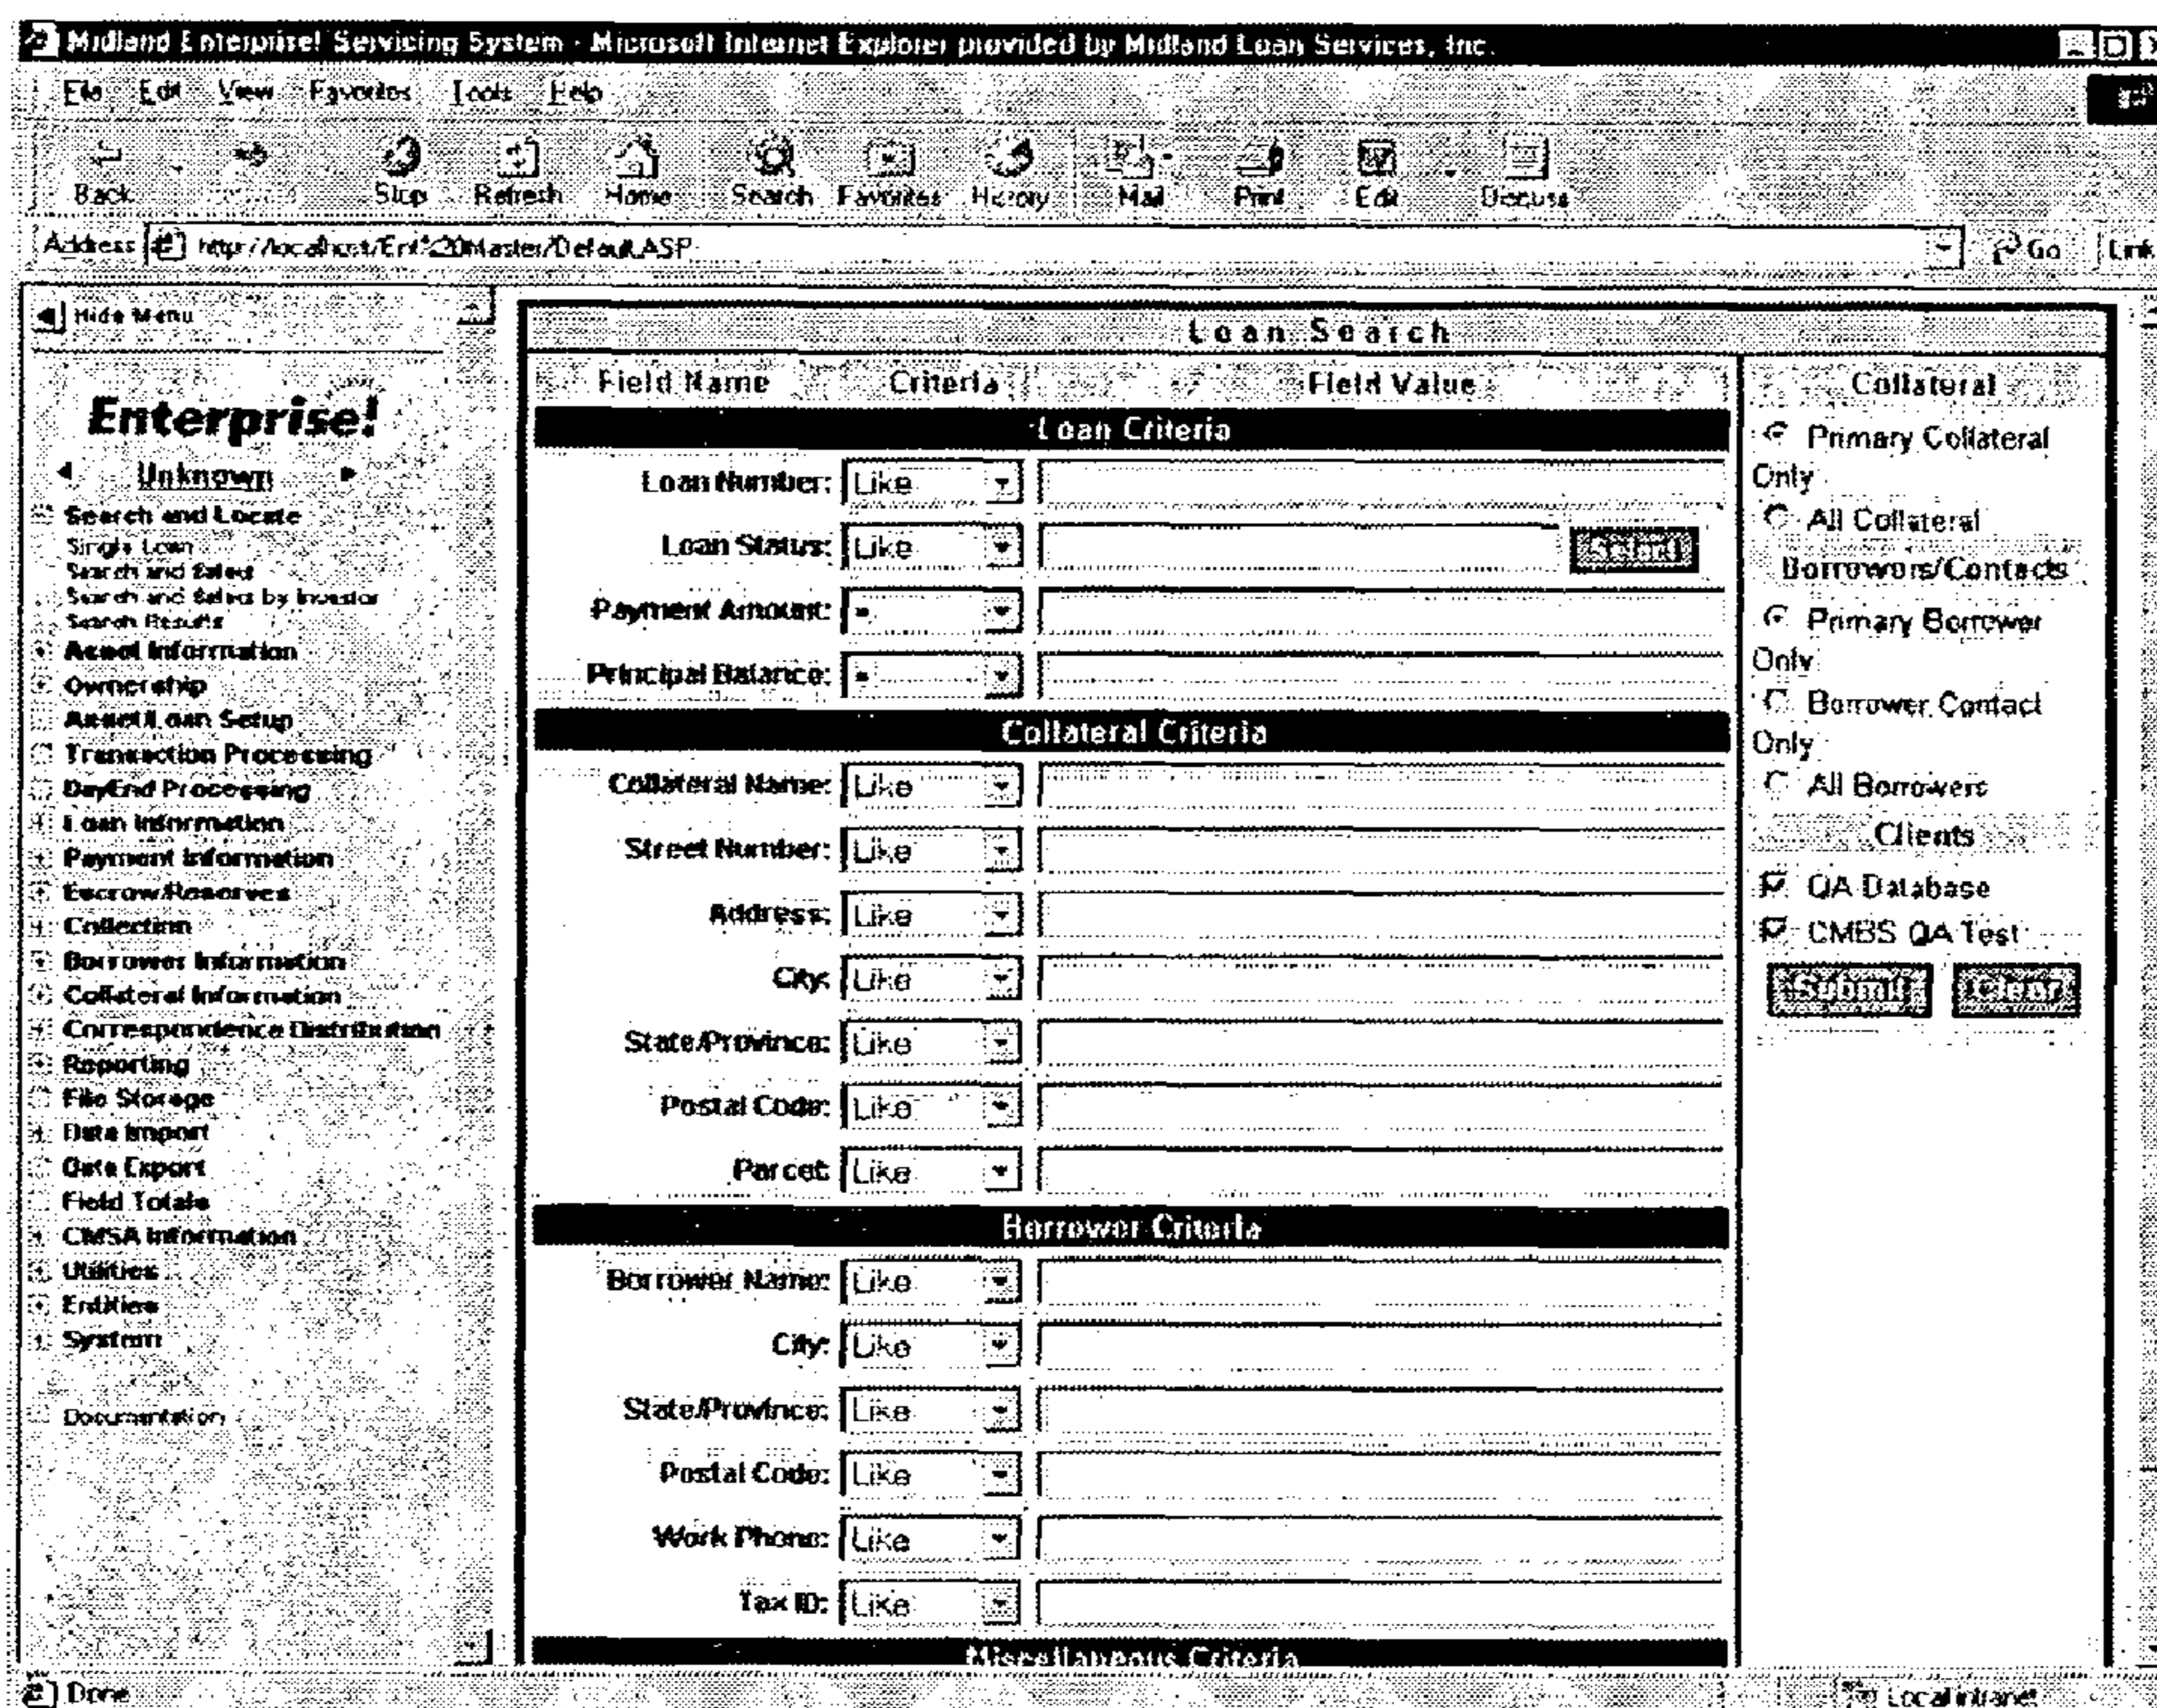 Midland Enterprise! Servicing System - Microsoft Internet Explorer provided by Midland Loan Services, Inc.
File Edit View Favorites Tools Help
Back Stop Refresh Home Search Favorites History Mail Print Edit Discuss
Address http://localhost/Ent%20Master/Default.ASP Go Link
Hide Menu
Enterprise!
Unknown
Search and Locate
Single Loan
Search and Select
Search and Select by Investor
Search Results
Asset Information
Ownership
Asset/Loan Setup
Transaction Processing
DayEnd Processing
Loan Information
Payment Information
Escrow/Reserves
Collection
Borrower Information
Collateral Information
Correspondence Distribution
Reporting
File Storage
Data Import
Data Export
Field Totals
CMSA Information
Utilities
Entities
System
Documentation
Loan Search
Field Name Criteria Field Value
Loan Criteria
Loan Number: Like
Loan Status: Like Select
Payment Amount: =
Principal Balance: =
Collateral Criteria
Collateral Name: Like
Street Number: Like
Address: Like
City: Like
State/Province: Like
Postal Code: Like
Parcel: Like
Borrower Criteria
Borrower Name: Like
City: Like
State/Province: Like
Postal Code: Like
Work Phone: Like
Tax ID: Like
Miscellaneous Criteria
Collateral
Primary Collateral
Only
All Collateral
Borrowers/Contacts
Primary Borrower
Only
Borrower Contact
Only
All Borrowers
Clients
QA Database
CMBS QA Test
Submit Clear
Done Local intranet